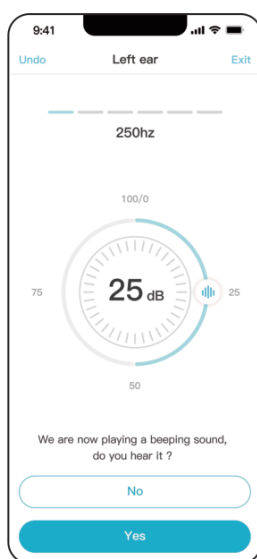 9:41
Undo Left ear Exit
250hz
100/0
75 25 dB 25
50
We are now playing a beeping sound,
do you hear it ?
No
Yes